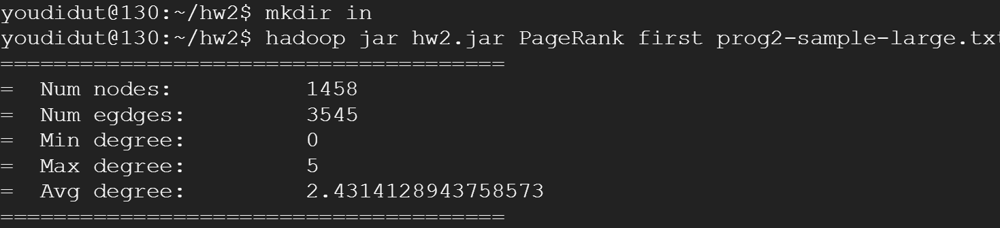 youdidut@130:~/hw2$ mkdir in
youdidut@130:~/hw2$ hadoop jar hw2.jar PageRank first prog2-sample-large.txt
======================================
=  Num nodes:          1458
=  Num egdges:         3545
=  Min degree:         0
=  Max degree:         5
=  Avg degree:         2.4314128943758573
======================================